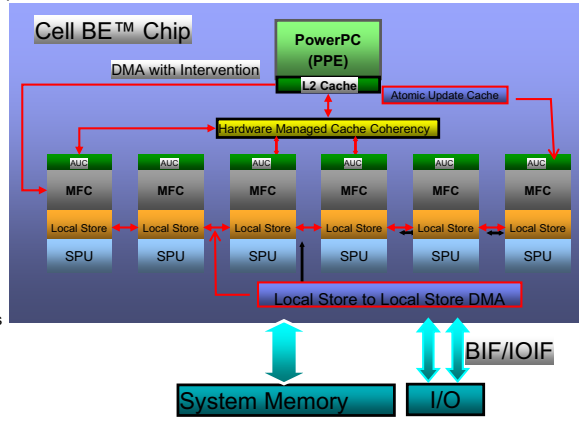 Cell BE™ Chip
PowerPC
(PPE)
DMA with Intervention
L2 Cache
Atomic Update Cache
Hardware Managed Cache Coherency
AUC AUC AUC AUC AUC AUC
MFC MFC MFC MFC MFC MFC
Local Store Local Store Local Store Local Store Local Store Local Store
SPU SPU SPU SPU SPU SPU
Local Store to Local Store DMA
s
BIF/IOIF
System Memory
I/O